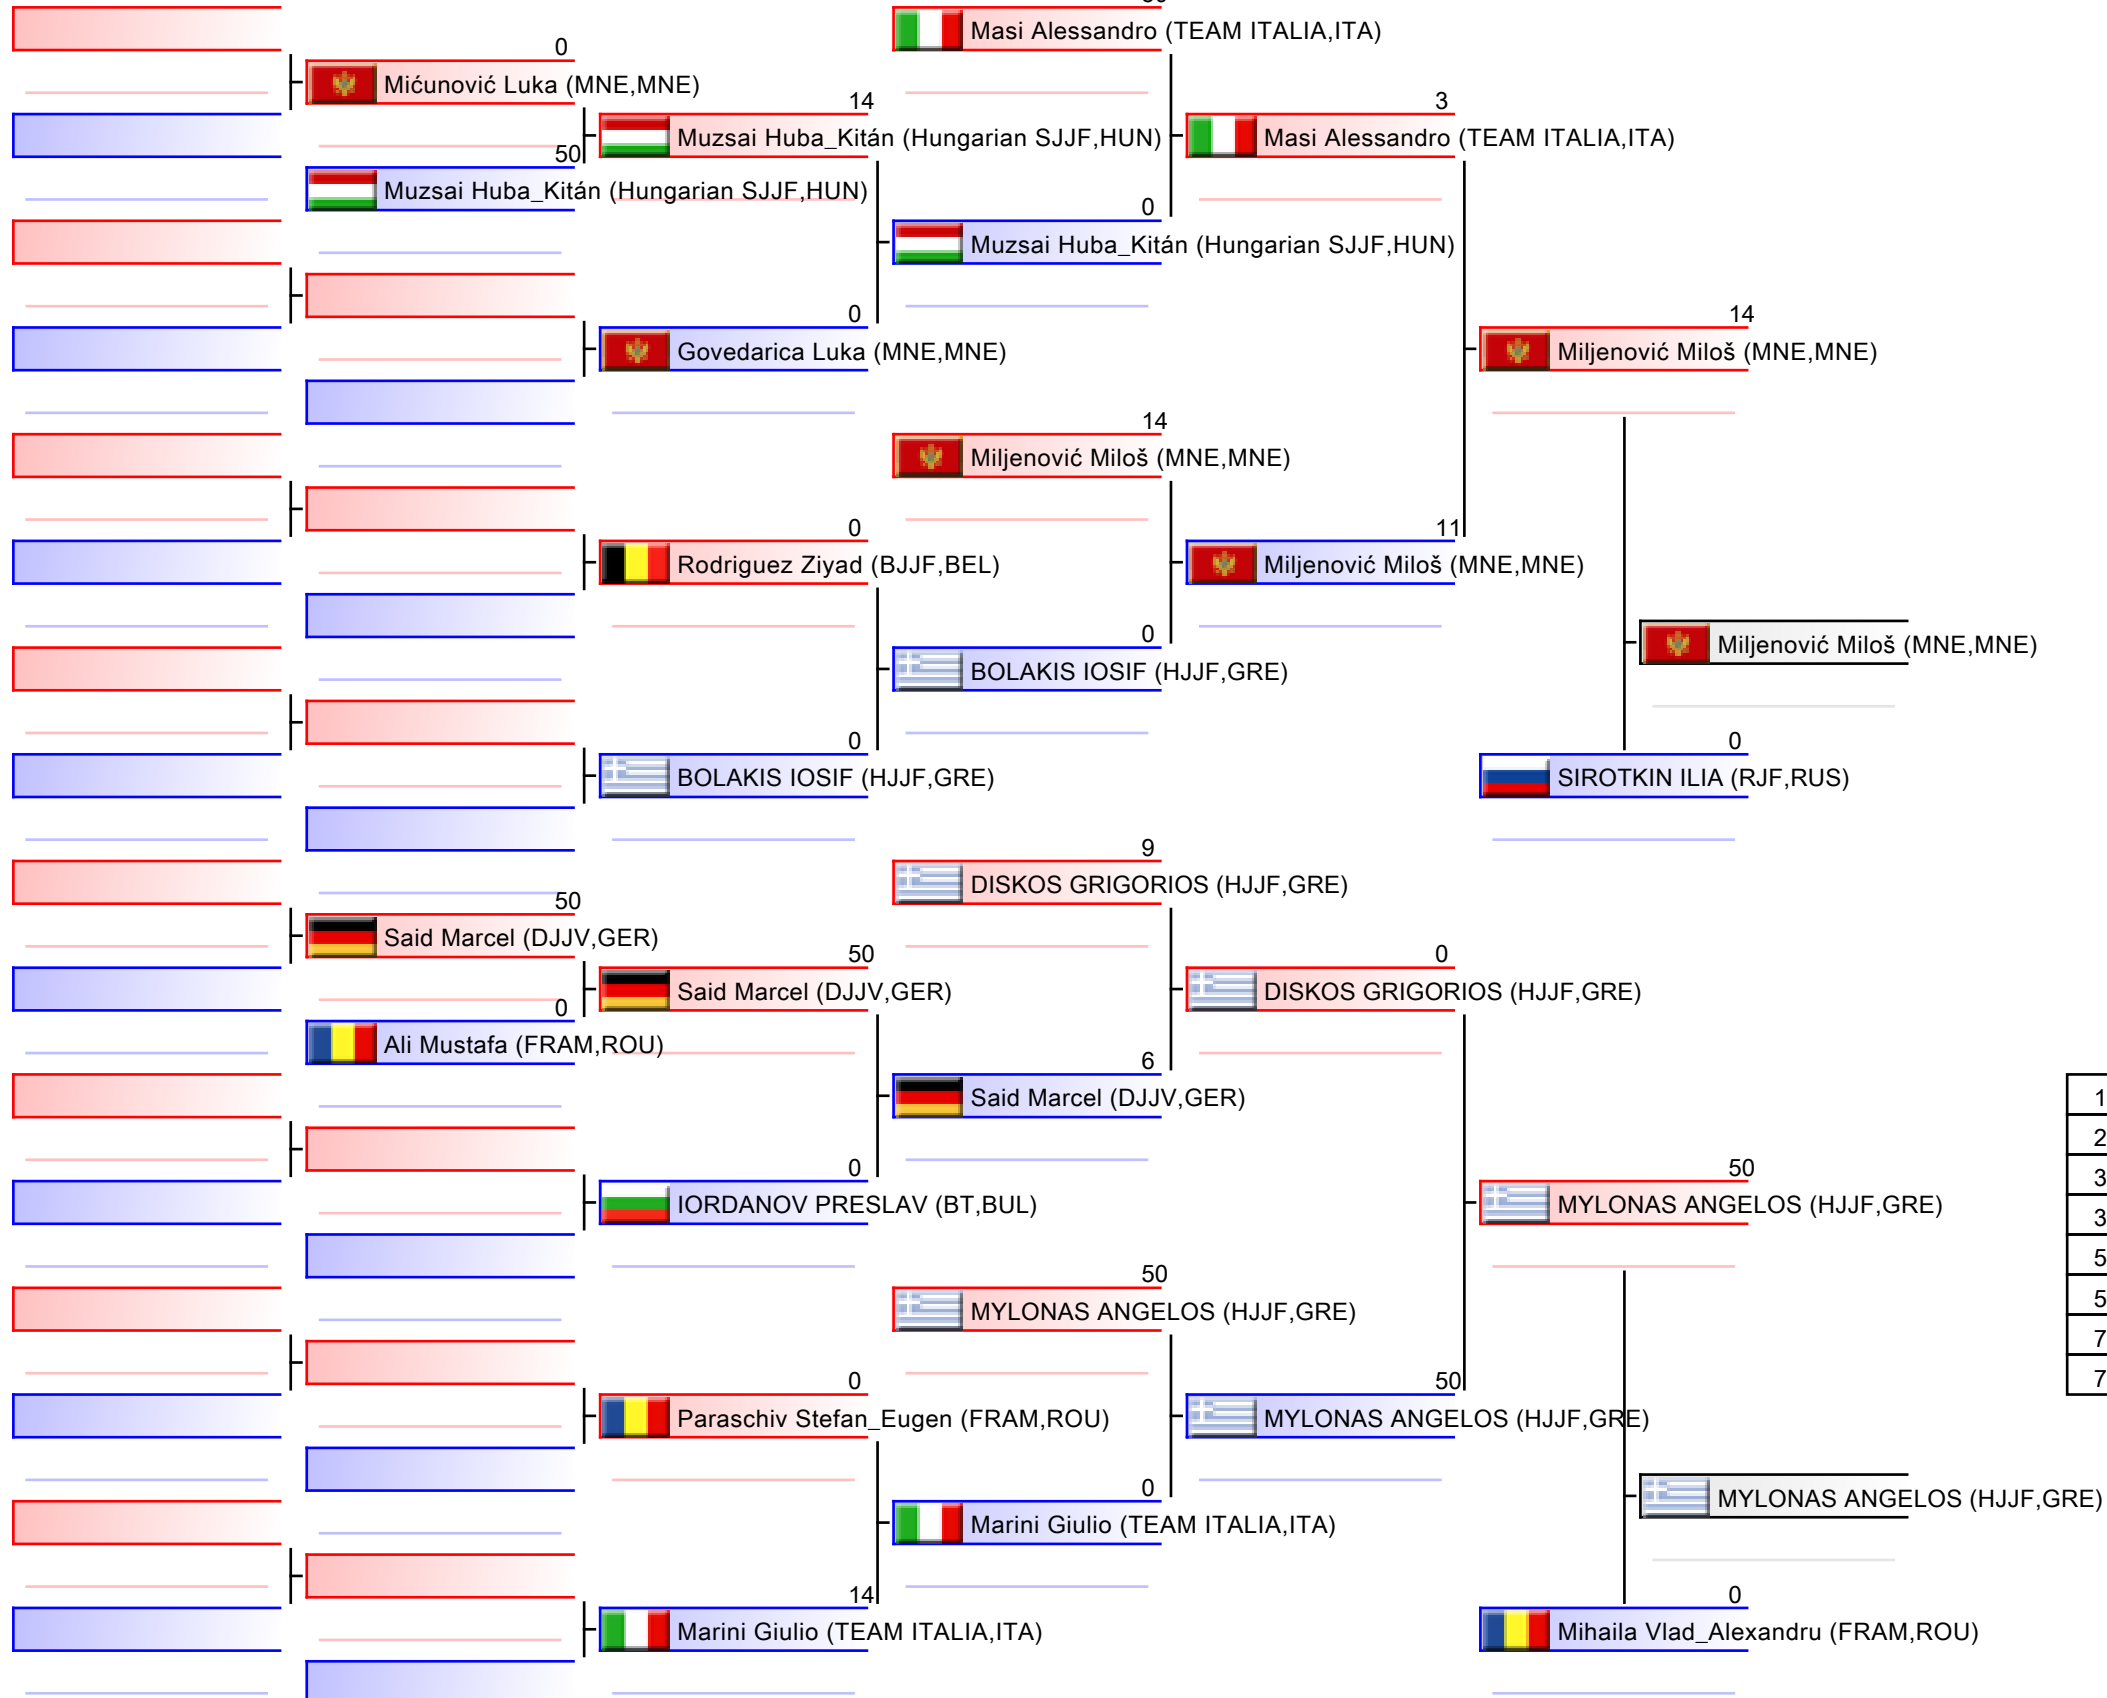 Masi Alessandro (TEAM ITALIA,ITA)
0
Mićunović Luka (MNE,MNE)
14
Muzsai Huba_Kitán (Hungarian SJJF,HUN)
3
Masi Alessandro (TEAM ITALIA,ITA)
50
Muzsai Huba_Kitán (Hungarian SJJF,HUN)
0
Muzsai Huba_Kitán (Hungarian SJJF,HUN)
0
Govedarica Luka (MNE,MNE)
14
Miljenović Miloš (MNE,MNE)
14
Miljenović Miloš (MNE,MNE)
0
Rodriguez Ziyad (BJJF,BEL)
11
Miljenović Miloš (MNE,MNE)
0
BOLAKIS IOSIF (HJJF,GRE)
Miljenović Miloš (MNE,MNE)
0
BOLAKIS IOSIF (HJJF,GRE)
0
SIROTKIN ILIA (RJF,RUS)
9
DISKOS GRIGORIOS (HJJF,GRE)
50
Said Marcel (DJJV,GER)
50
Said Marcel (DJJV,GER)
0
DISKOS GRIGORIOS (HJJF,GRE)
0
Ali Mustafa (FRAM,ROU)
6
Said Marcel (DJJV,GER)
1
2
3
3
5
5
7
7
0
IORDANOV PRESLAV (BT,BUL)
50
MYLONAS ANGELOS (HJJF,GRE)
50
MYLONAS ANGELOS (HJJF,GRE)
0
Paraschiv Stefan_Eugen (FRAM,ROU)
50
MYLONAS ANGELOS (HJJF,GRE)
0
Marini Giulio (TEAM ITALIA,ITA)
MYLONAS ANGELOS (HJJF,GRE)
14
Marini Giulio (TEAM ITALIA,ITA)
0
Mihaila Vlad_Alexandru (FRAM,ROU)